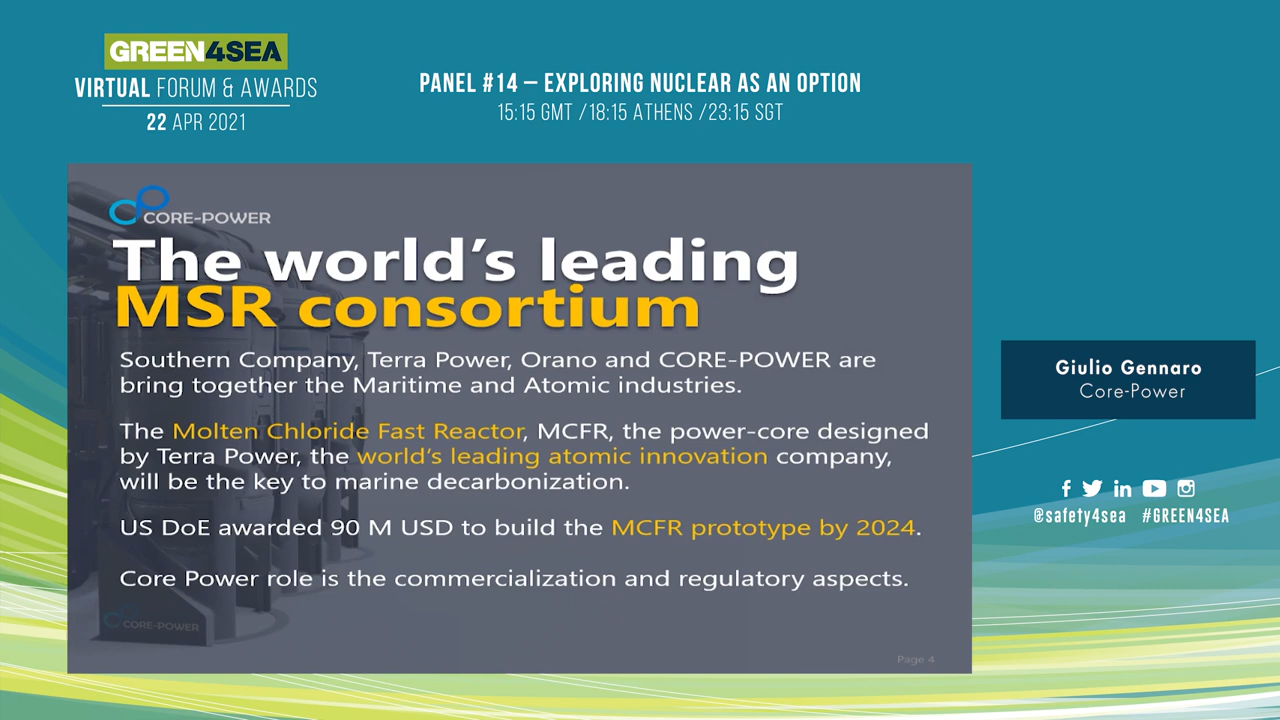 GREEN4SEA
VIRTUAL FORUM & AWARDS
22 APR 2021
PANEL #14 – EXPLORING NUCLEAR AS AN OPTION
15:15 GMT /18:15 ATHENS /23:15 SGT
CORE-POWER
The world's leading
MSR consortium
Southern Company, Terra Power, Orano and CORE-POWER are
bring together the Maritime and Atomic industries.
The Molten Chloride Fast Reactor, MCFR, the power-core designed
by Terra Power, the world's leading atomic innovation company,
will be the key to marine decarbonization.
US DoE awarded 90 M USD to build the MCFR prototype by 2024.
Core Power role is the commercialization and regulatory aspects.
CORE-POWER
Page 4
Giulio Gennaro
Core-Power
@safety4sea #GREEN4SEA